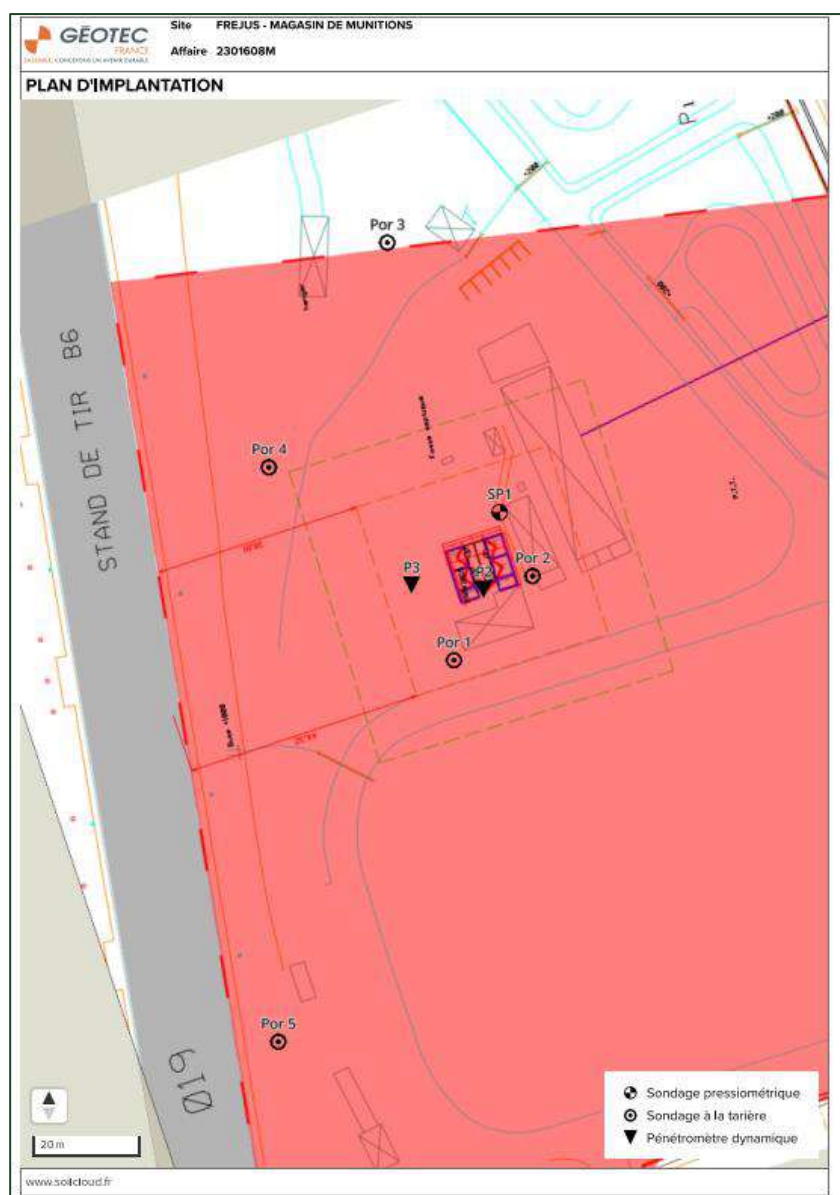 GÉOTEC
FRANCE
Site FREJUS - MAGASIN DE MUNITIONS
Affaire 2301608M
PLAN D'IMPLANTATION
Por 3
STAND DE TIR B6
Por 4
SP1
P3
P2
Por 2
Por 1
Por 5
019
Sondage pressiométrique
Sondage à la tarière
Pénétromètre dynamique
20 m
www.soilcloud.fr